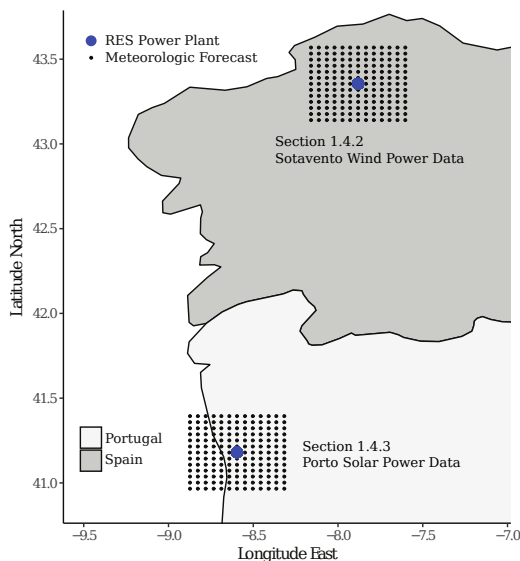 RES Power Plant
Meteorologic Forecast
43.5
43.0
42.5
42.0
41.5
41.0
Latitude North
Section 1.4.2
Sotavento Wind Power Data
Section 1.4.3
Porto Solar Power Data
Portugal
Spain
−9.5
−9.0
−8.5
−8.0
−7.5
−7.0
Longitude East